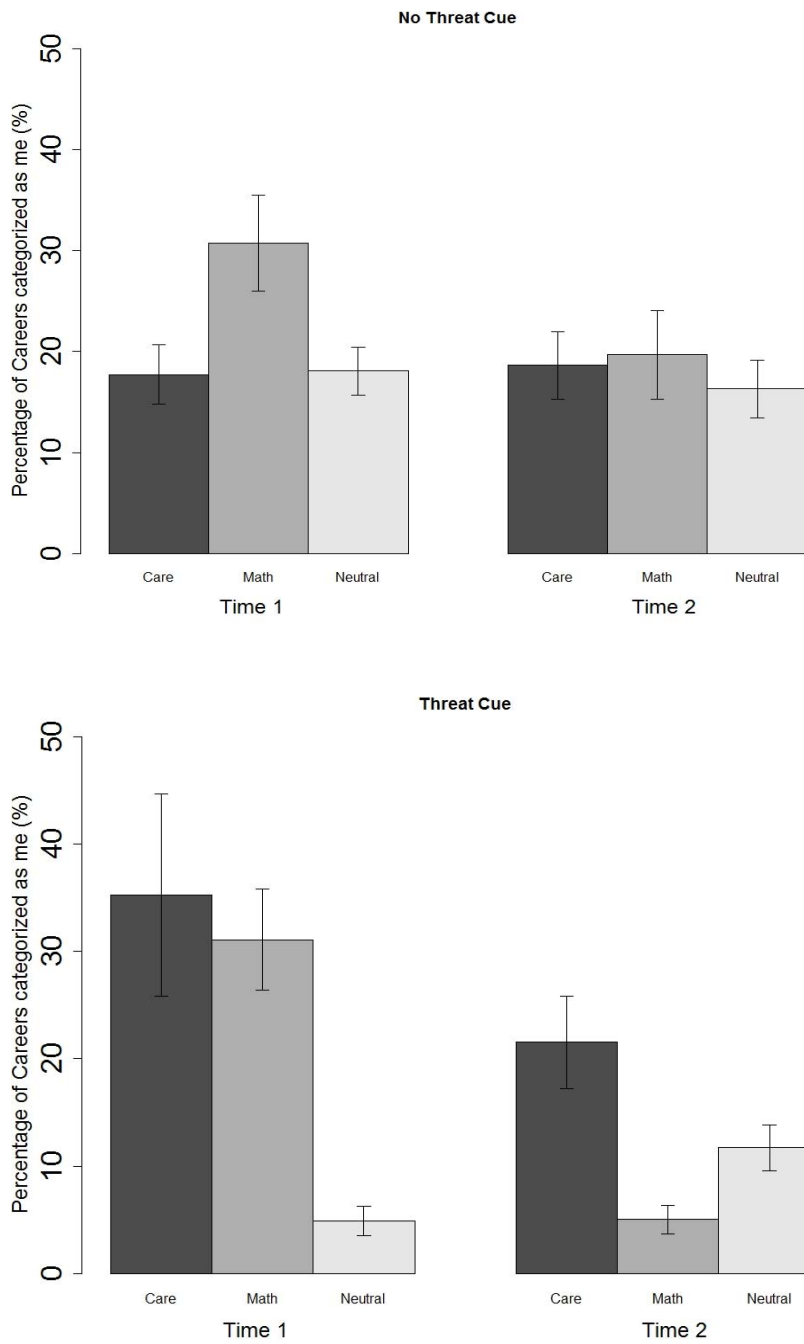 No Threat Cue
Percentage of Careers categorized as me (%)
50
40
30
20
10
0
Care Math Neutral Care Math Neutral
Time 1 Time 2
Threat Cue
Percentage of Careers categorized as me (%)
50
40
30
20
10
0
Care Math Neutral Care Math Neutral
Time 1 Time 2